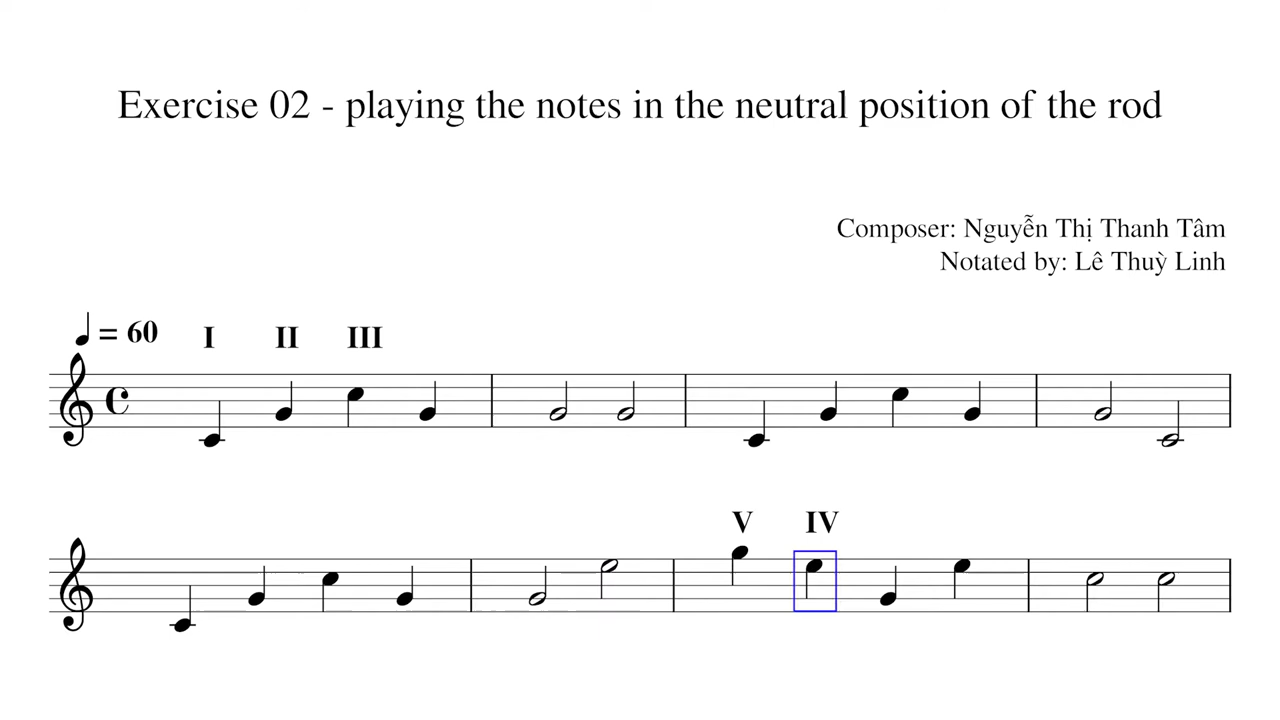 Exercise 02 - playing the notes in the neutral position of the rod
Composer: Nguyễn Thị Thanh Tâm
Notated by: Lê Thuỳ Linh
= 60 I II III
V IV